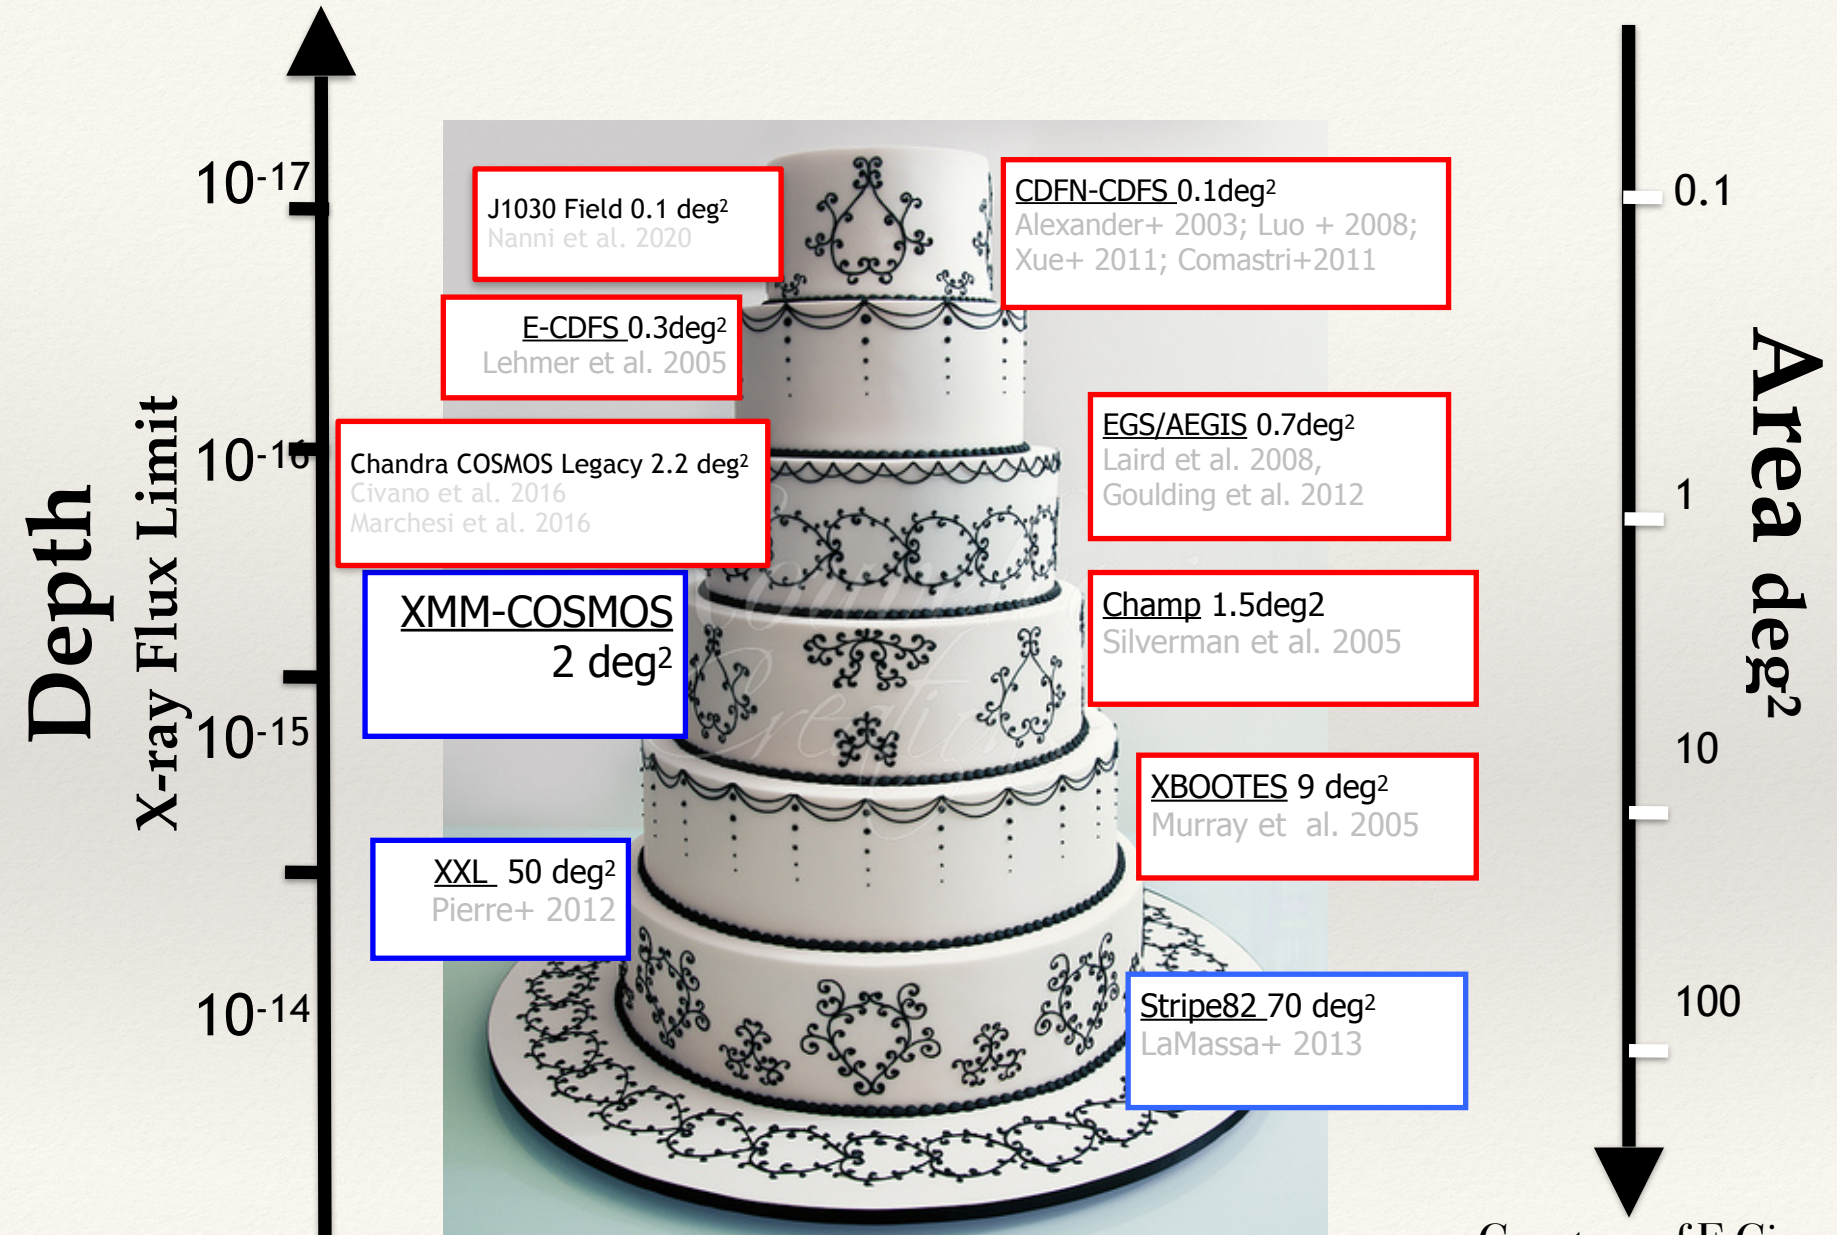 Depth
X-ray Flux Limit
10-17
10-16
10-15
10-14
J1030 Field 0.1 deg2
Nanni et al. 2020
CDFN-CDFS 0.1deg2
Alexander+ 2003; Luo + 2008;
Xue+ 2011; Comastri+2011
E-CDFS 0.3deg2
Lehmer et al. 2005
EGS/AEGIS 0.7deg2
Laird et al. 2008,
Goulding et al. 2012
Chandra COSMOS Legacy 2.2 deg2
Civano et al. 2016
Marchesi et al. 2016
XMM-COSMOS
2 deg2
Champ 1.5deg2
Silverman et al. 2005
XBOOTES 9 deg2
Murray et al. 2005
XXL 50 deg2
Pierre+ 2012
Stripe82 70 deg2
LaMassa+ 2013
0.1
1
10
100
Area deg2